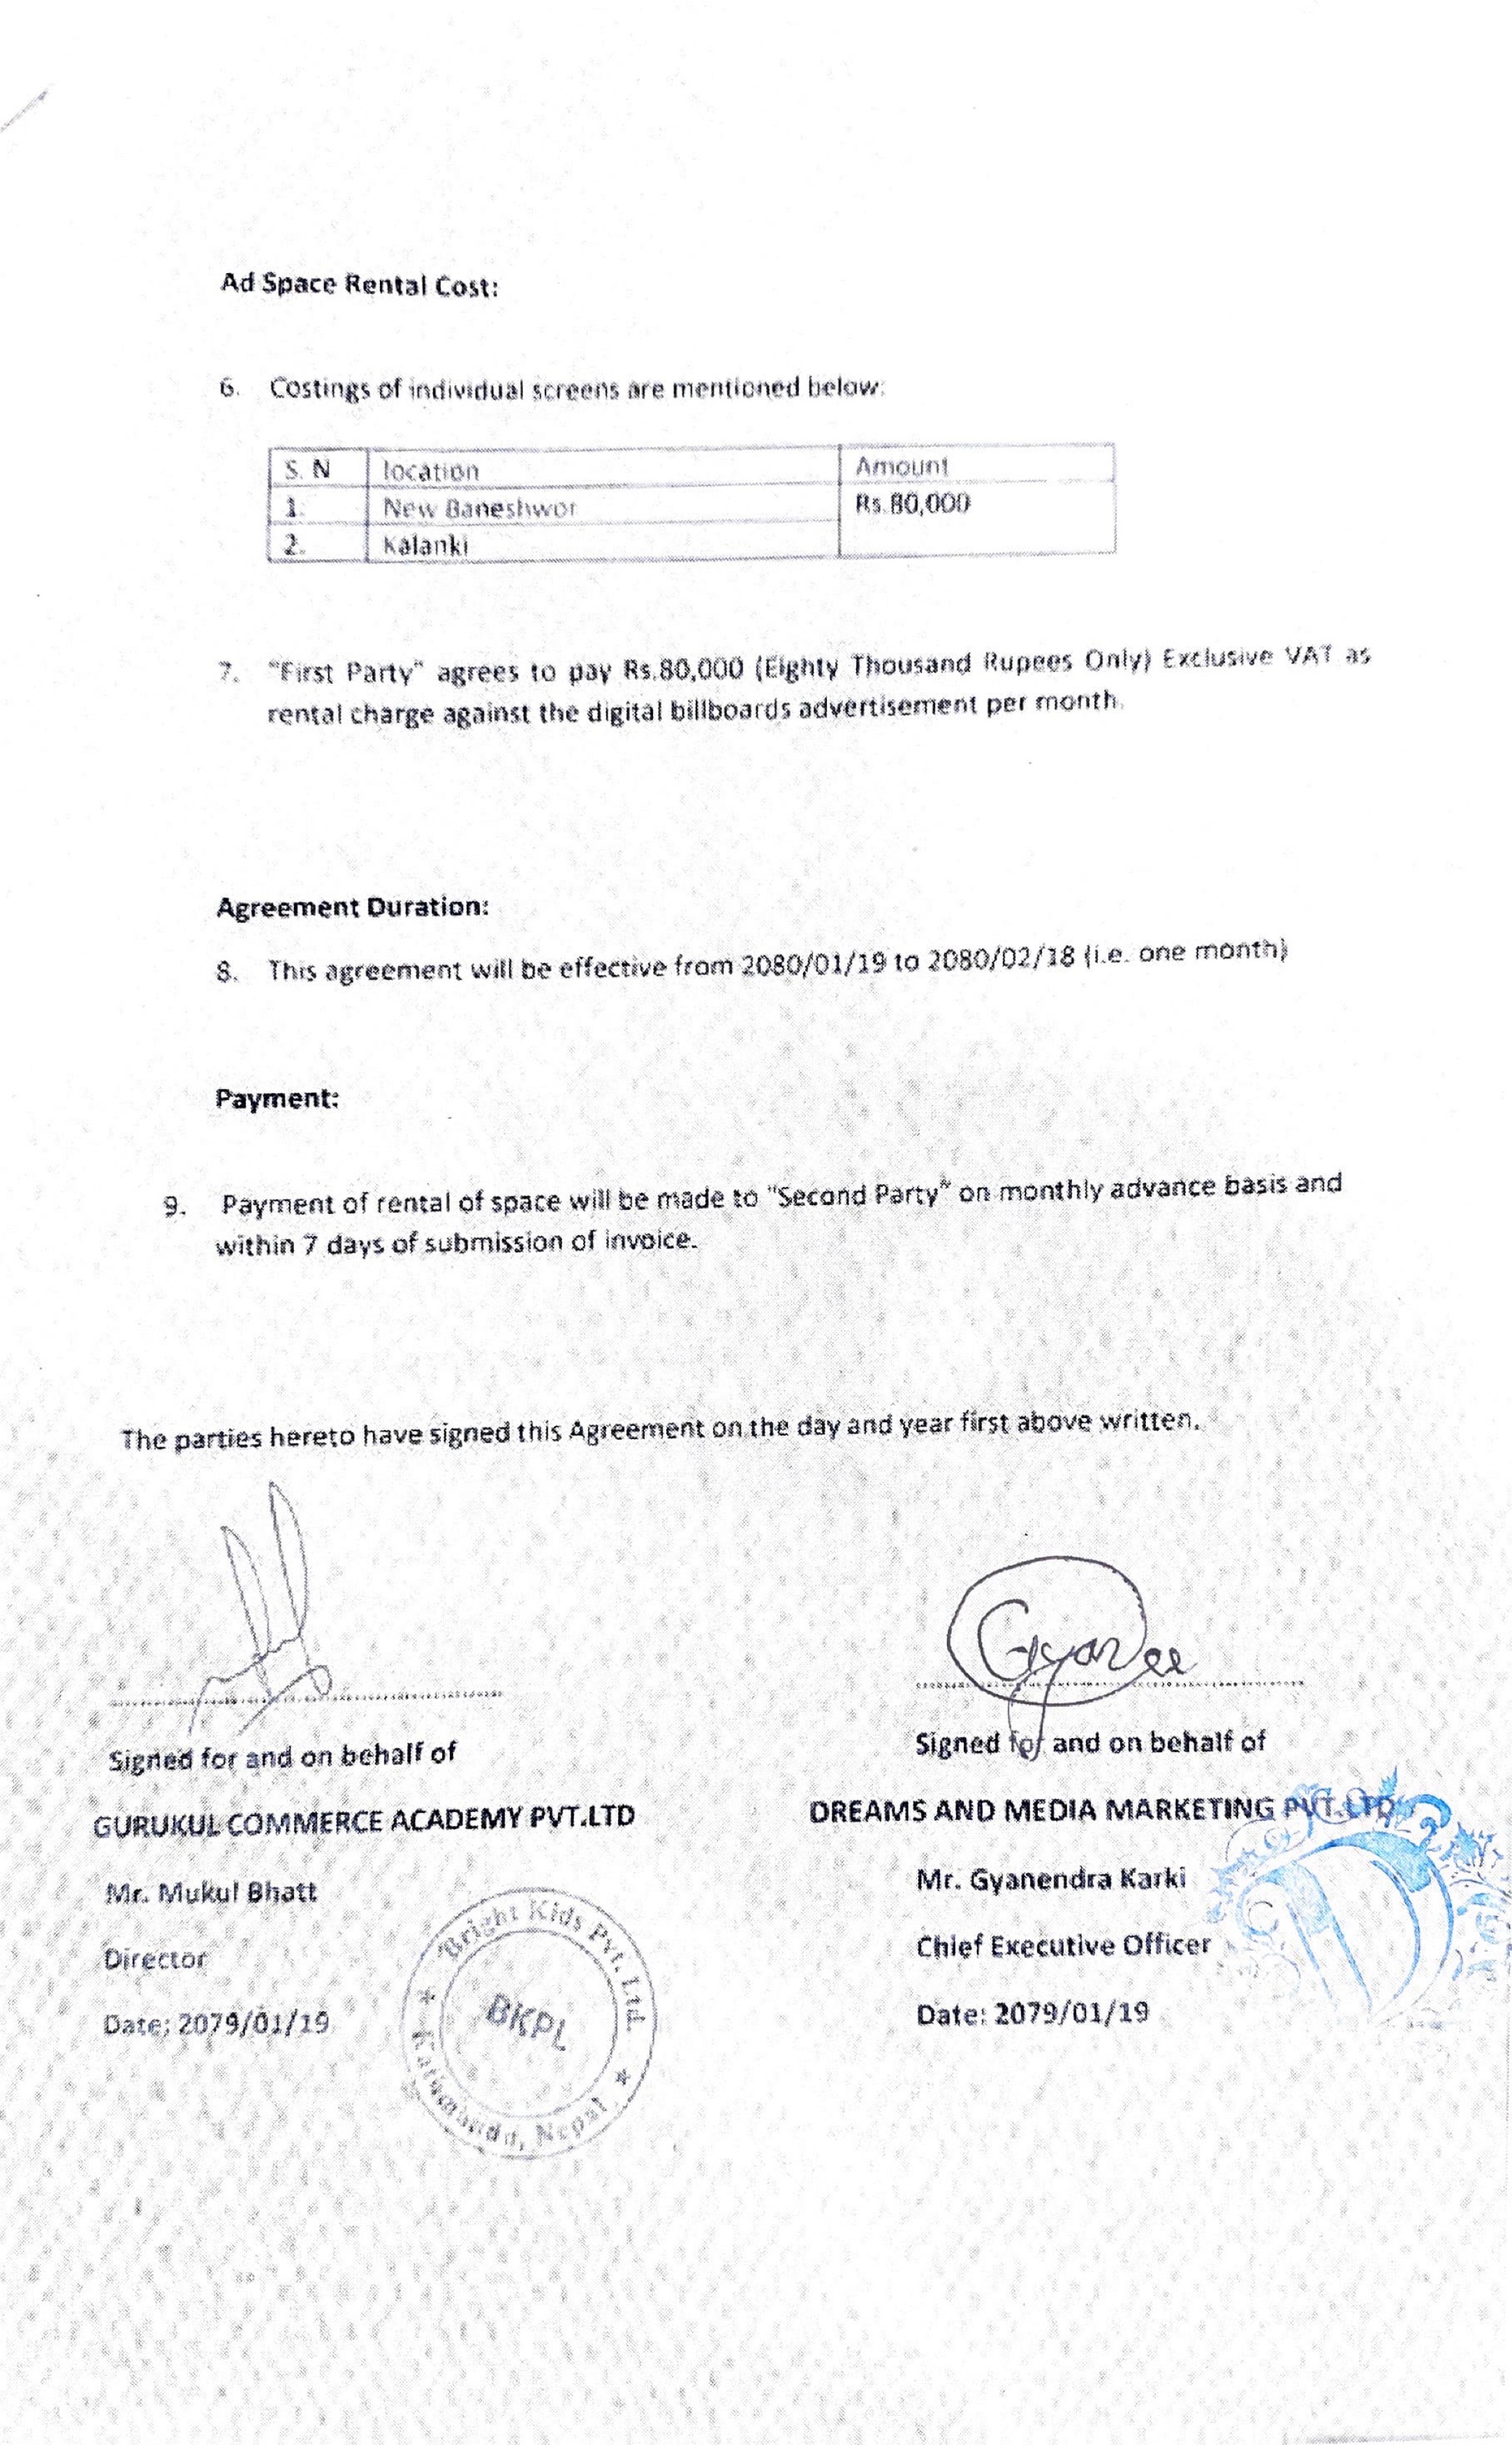 Ad Space Rental Cost:
6. Costings of individual screens are mentioned below:
S. N location Amount
1. New Baneshwor Rs.80,000
2. Kalanki
7. "First Party" agrees to pay Rs.80,000 (Eighty Thousand Rupees Only) Exclusive VAT as
rental charge against the digital billboards advertisement per month.
Agreement Duration:
8. This agreement will be effective from 2080/01/19 to 2080/02/18 (i.e. one month)
Payment:
9. Payment of rental of space will be made to "Second Party" on monthly advance basis and
within 7 days of submission of invoice.
The parties hereto have signed this Agreement on the day and year first above written.
Signed for and on behalf of
GURUKUL COMMERCE ACADEMY PVT.LTD
Mr. Mukul Bhatt
Director
Date: 2079/01/19
Bright Kids Pvt. Ltd.
BKPL
Katmandu, Nepal
Signed for and on behalf of
DREAMS AND MEDIA MARKETING PVT.LTD
Mr. Gyanendra Karki
Chief Executive Officer
Date: 2079/01/19